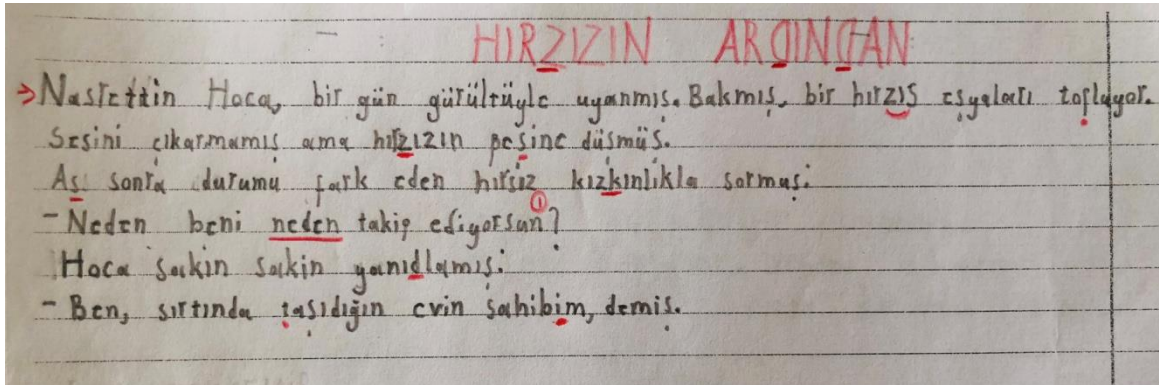 HIRZIZIN ARDINDAN
Nasrettin Hoca, bir gün gürültüyle uyanmış. Bakmış, bir hırzıs eşyaları topluyor.
Sesini çıkarmamış ama hırzızın peşine düşmüş.
As sonra durumu fark eden hırsız kızkınlıkla sormuş:
- Neden beni neden takip ediyorsun?
Hoca sakin sakin yanıdlamış:
- Ben, sırtında taşıdığın evin sahibim, demiş.